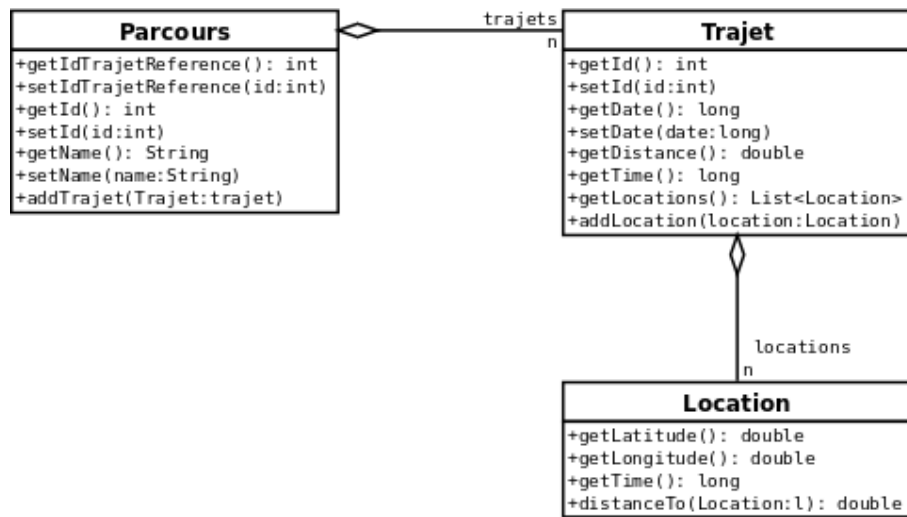 Parcours
+getIdTrajetReference(): int
+setIdTrajetReference(id:int)
+getId(): int
+setId(id:int)
+getName(): String
+setName(name:String)
+addTrajet(Trajet:trajet)
trajets
n
Trajet
+getId(): int
+setId(id:int)
+getDate(): long
+setDate(date:long)
+getDistance(): double
+getTime(): long
+getLocations(): List<Location>
+addLocation(location:Location)
locations
n
Location
+getLatitude(): double
+getLongitude(): double
+getTime(): long
+distanceTo(Location:l): double